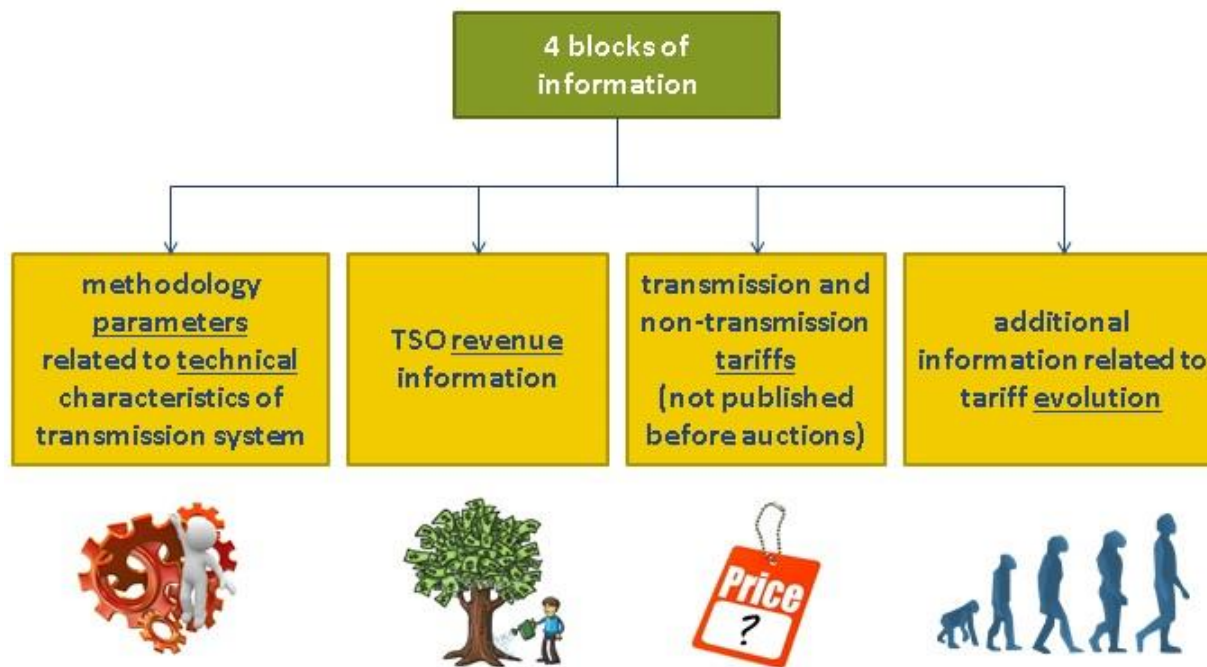 4 blocks of
information
methodology
parameters
related to technical
characteristics of
transmission system
TSO revenue
information
transmission and
non-transmission
tariffs
(not published
before auctions)
additional
information related to
tariff evolution
Price
?